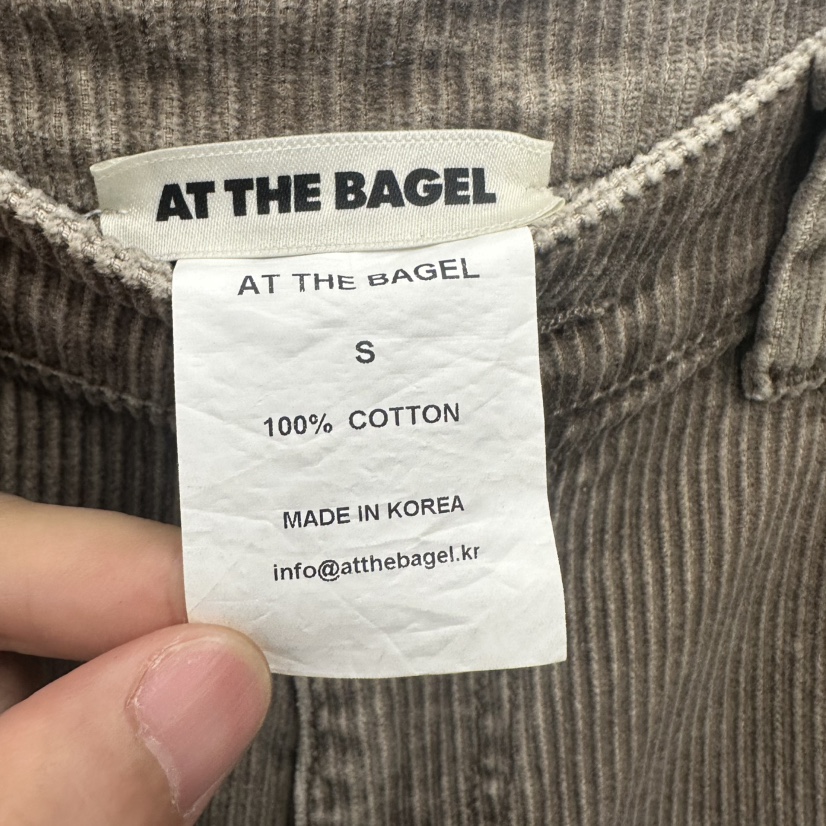 AT THE BAGEL
AT THE BAGEL
S
100% COTTON
MADE IN KOREA
info@atthebagel.kr